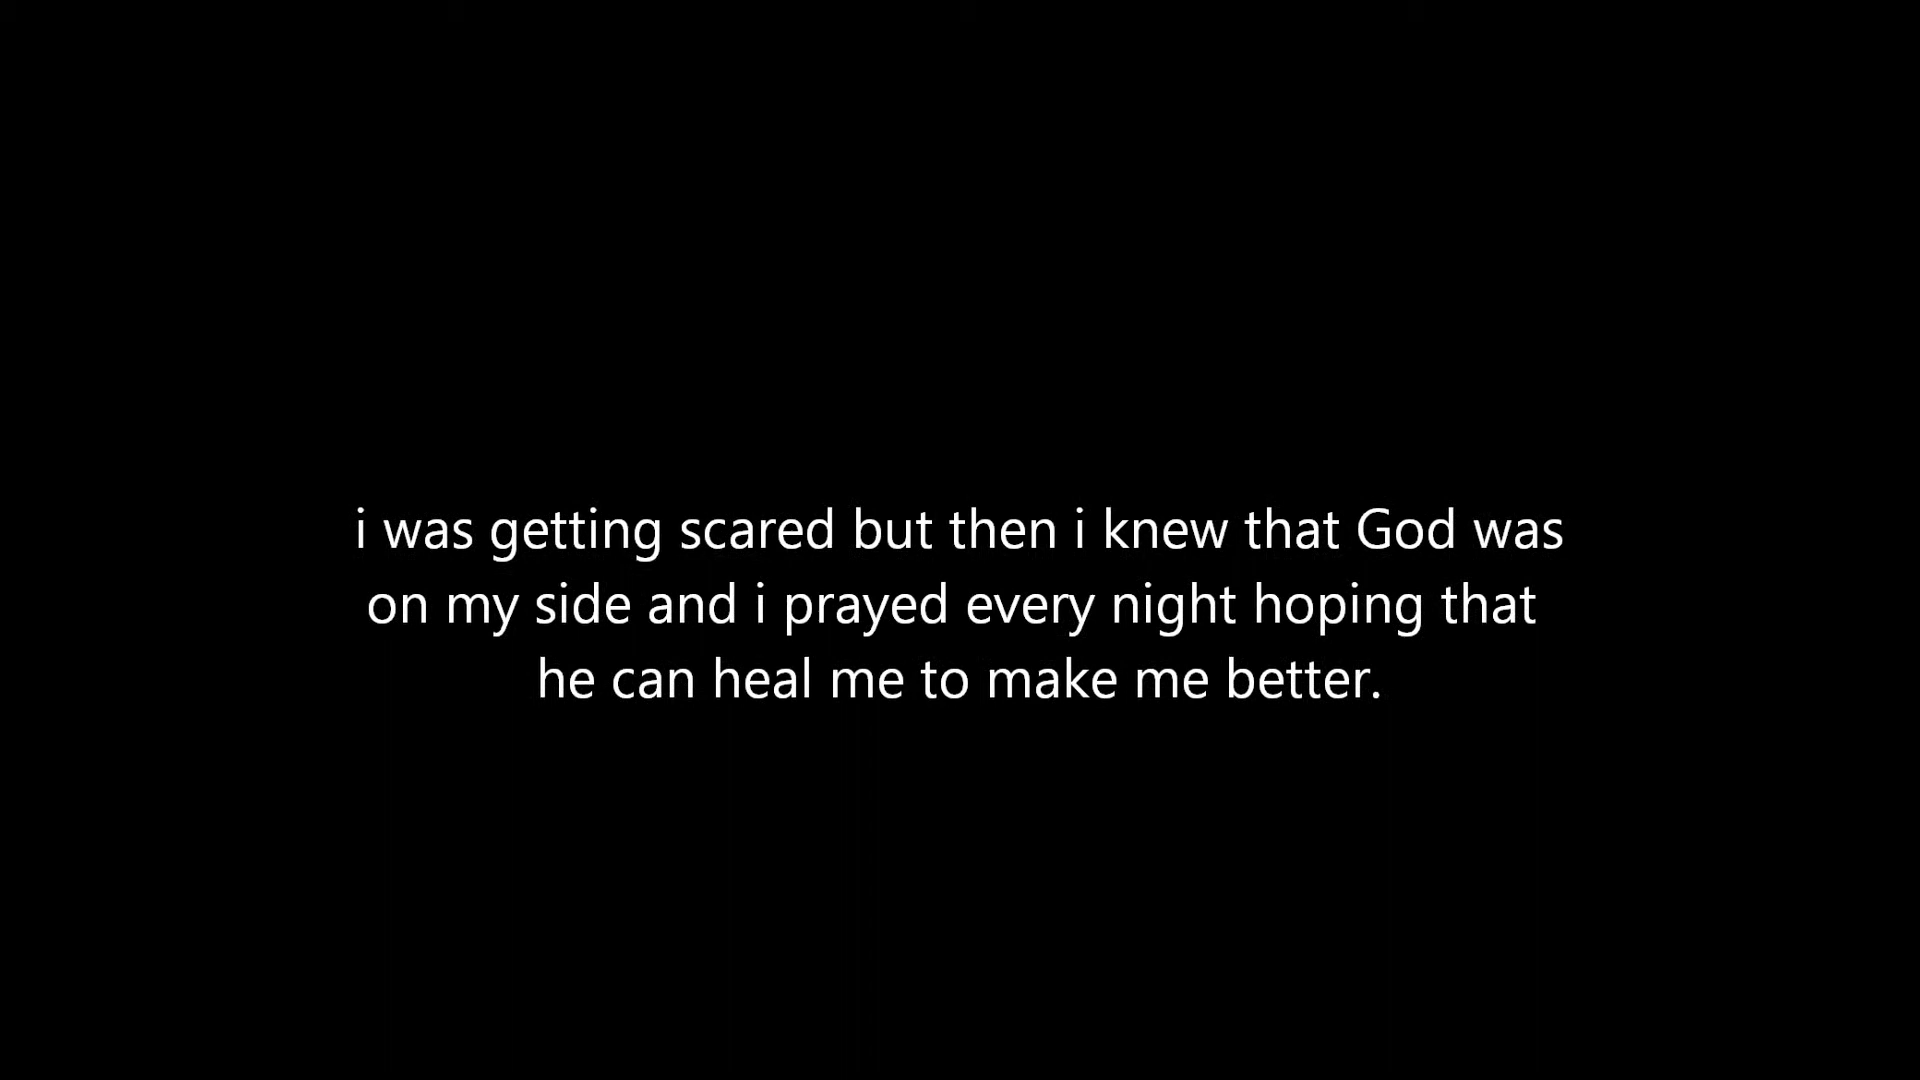 i was getting scared but then i knew that God was
on my side and i prayed every night hoping that
he can heal me to make me better.